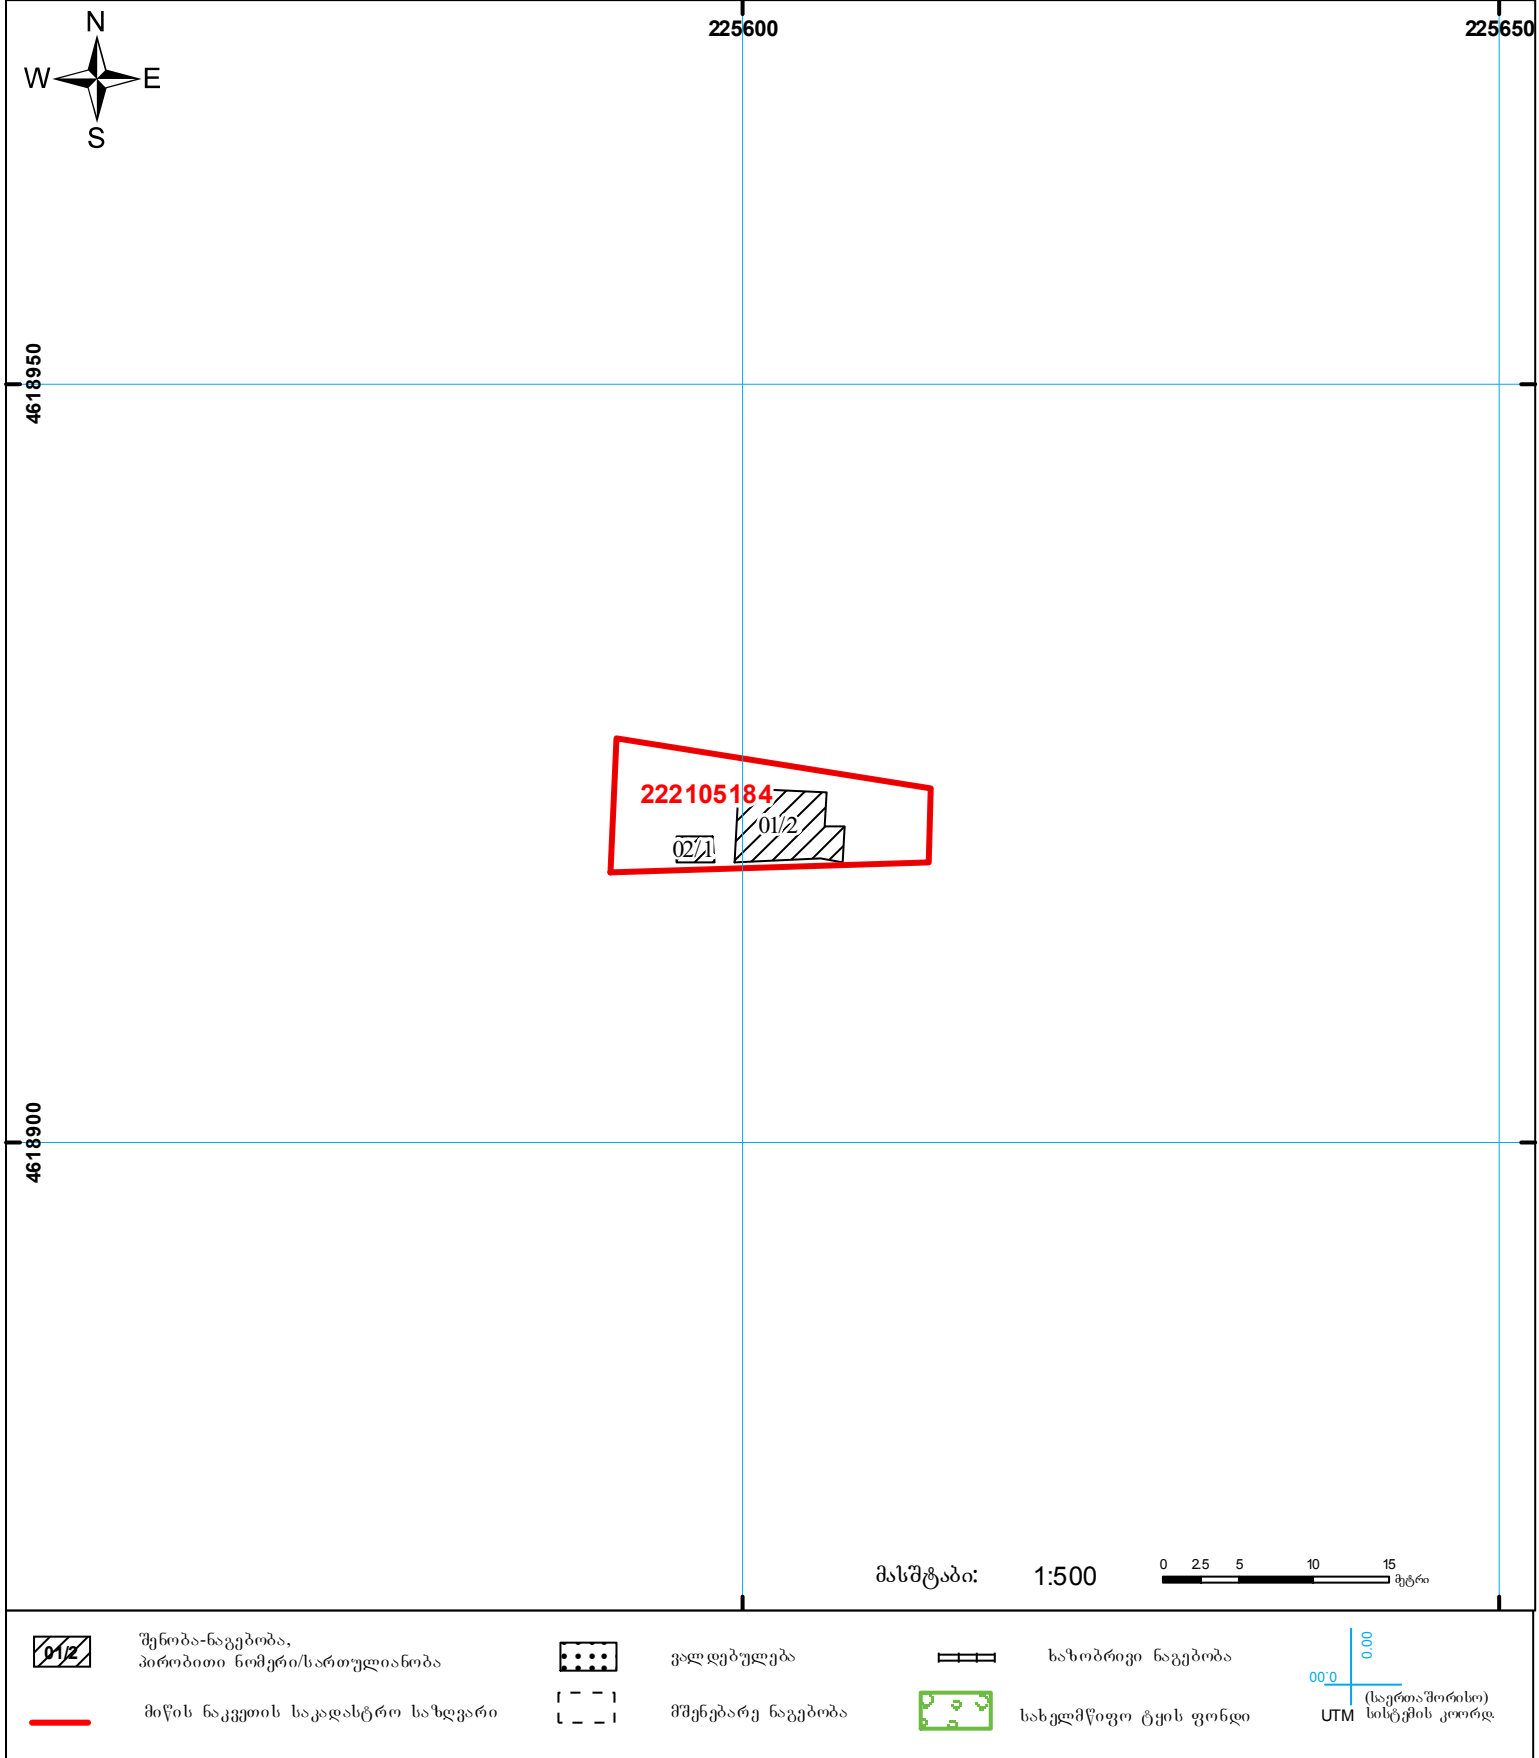 N
W E
S
225600
225650
4618950
222105184
01/2
02/1
4618900
მასშტაბი: 1:500
0 2.5 5 10 15
მეტრი
01/2
შენობა-ნაგებობა,
პირობითი ნომერი/სართულიანობა
ვალდებულება
ხაზობრივი ნაგებობა
0.00
0.00
მიწის ნაკვეთის საკადასტრო საზღვარი
მშენებარე ნაგებობა
სახელმწიფო ტყის ფონდი
UTM
(საერთაშორისო)
სისტემის კოორდ.